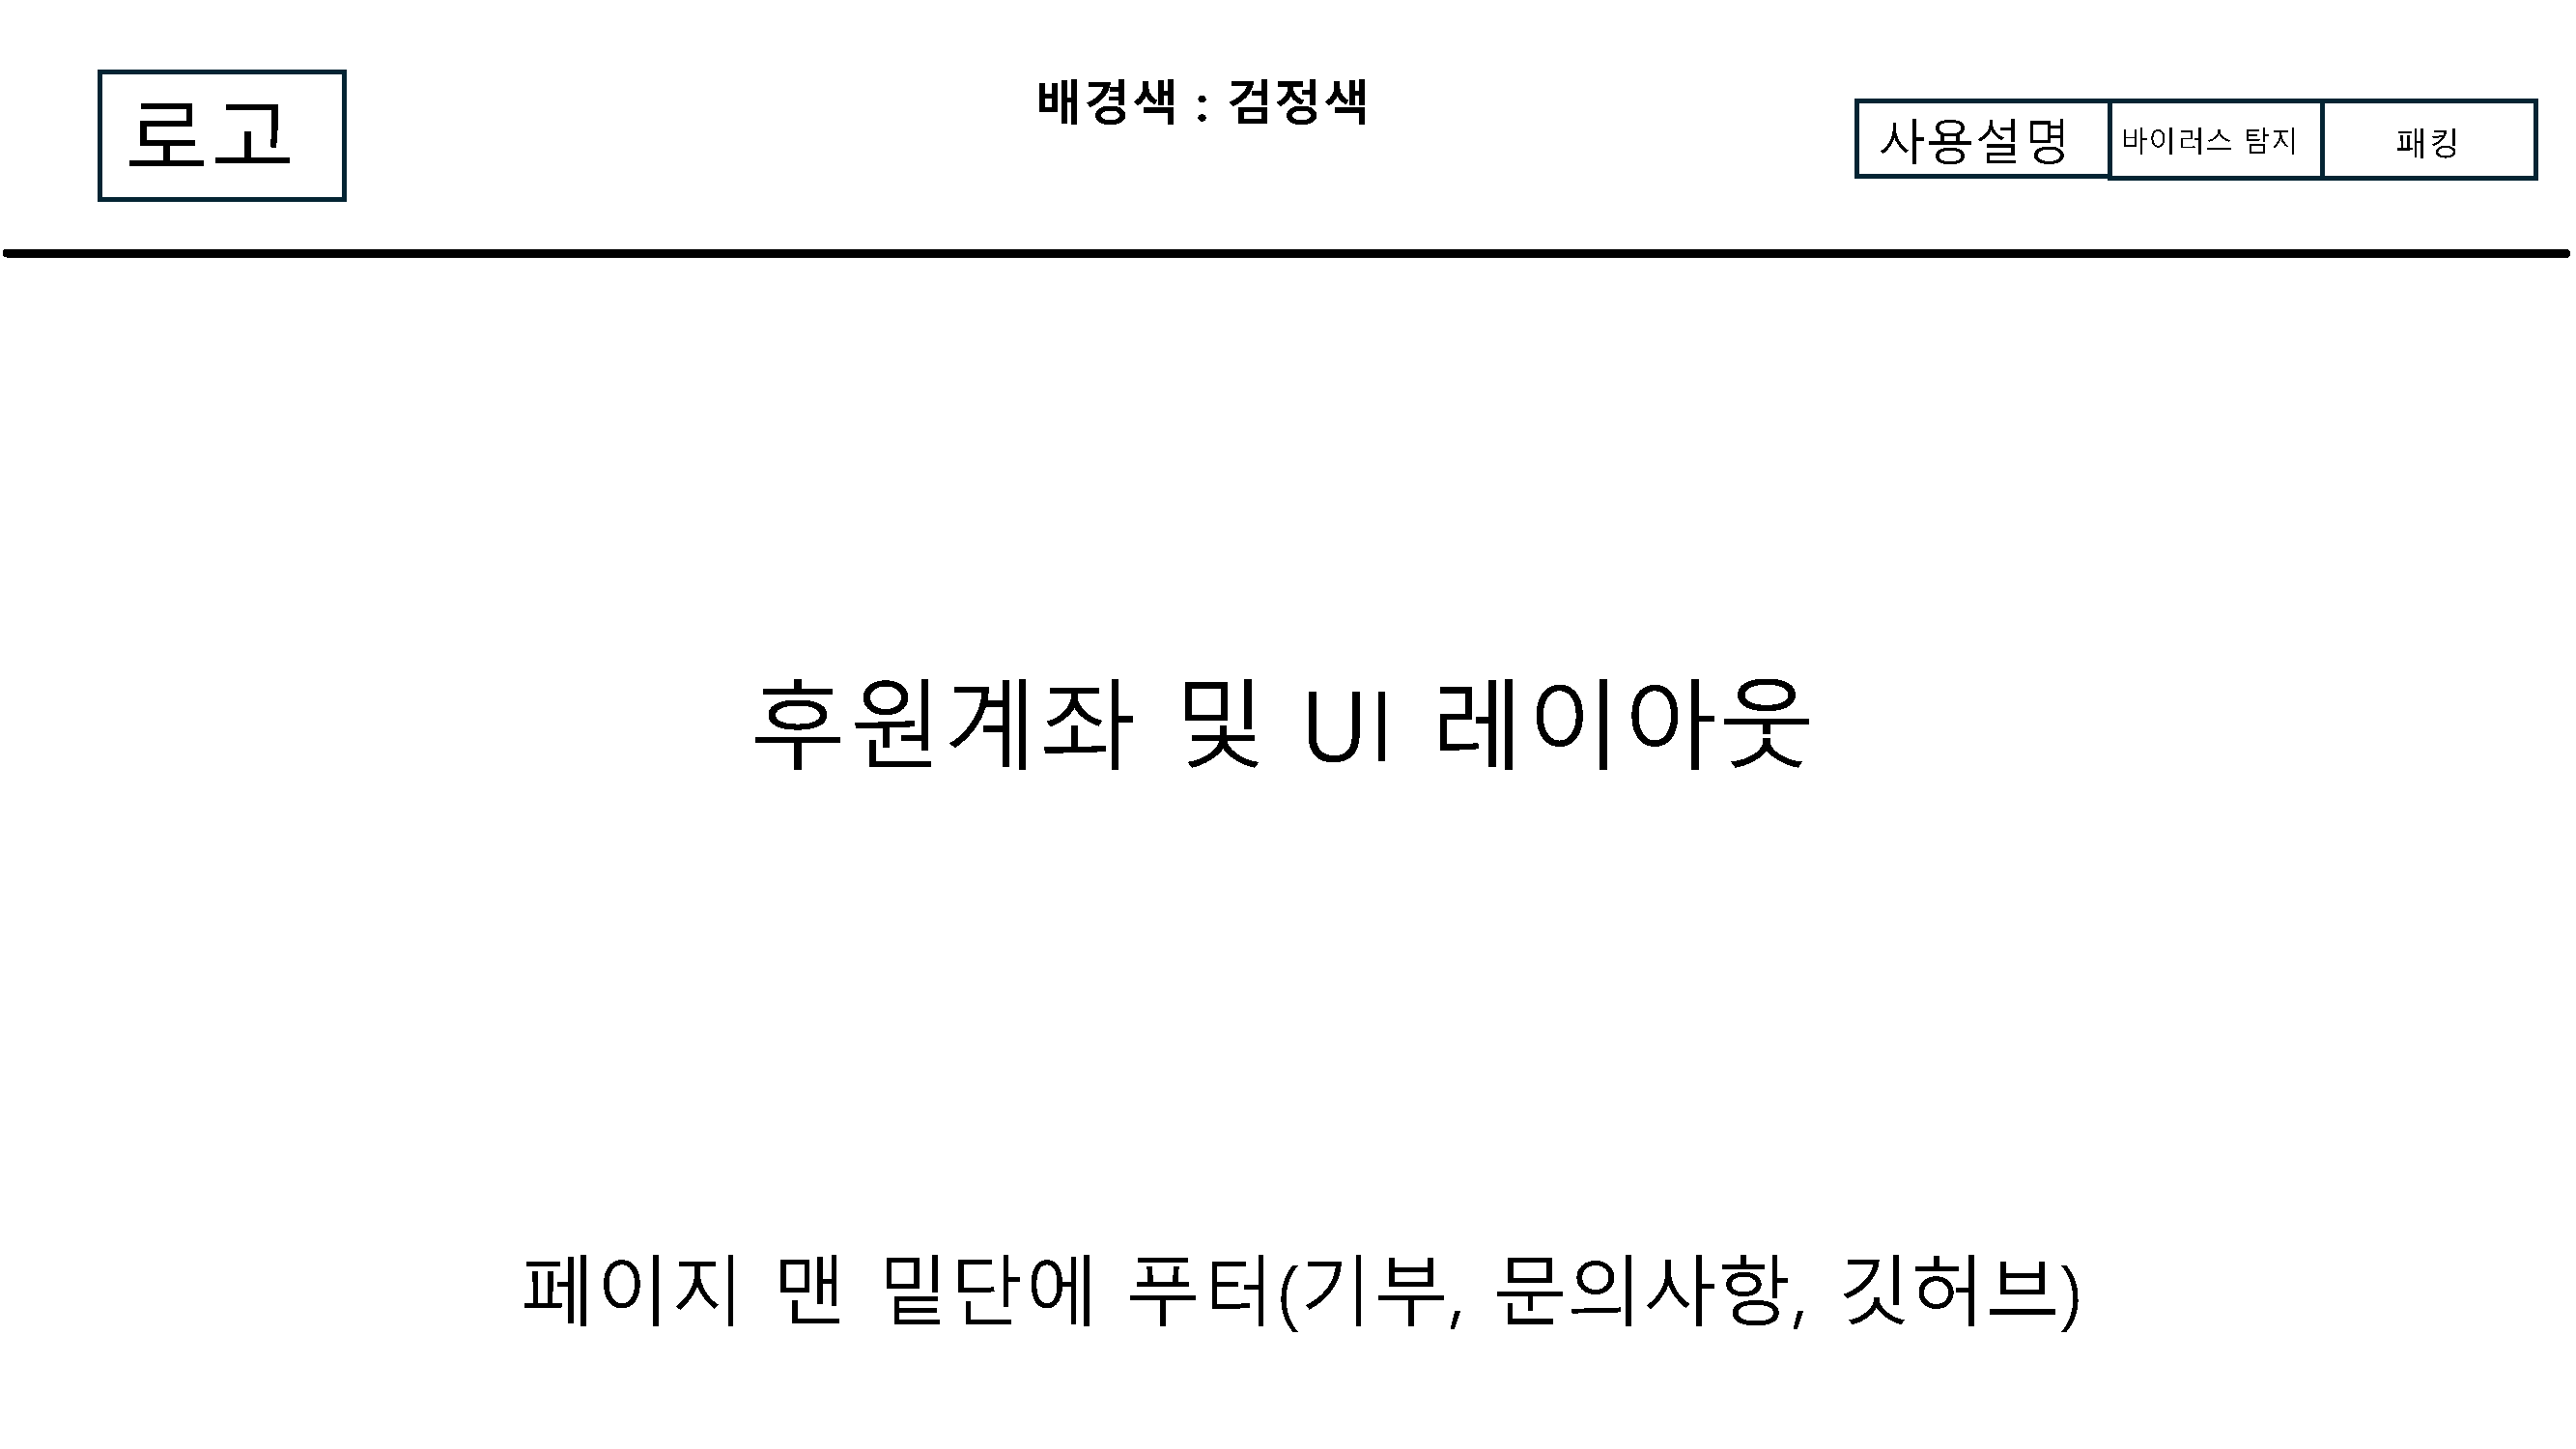 로고
배경색 : 검정색
사용설명
바이러스 탐지
패킹
후원계좌 및 UI 레이아웃
페이지 맨 밑단에 푸터(기부, 문의사항, 깃허브)